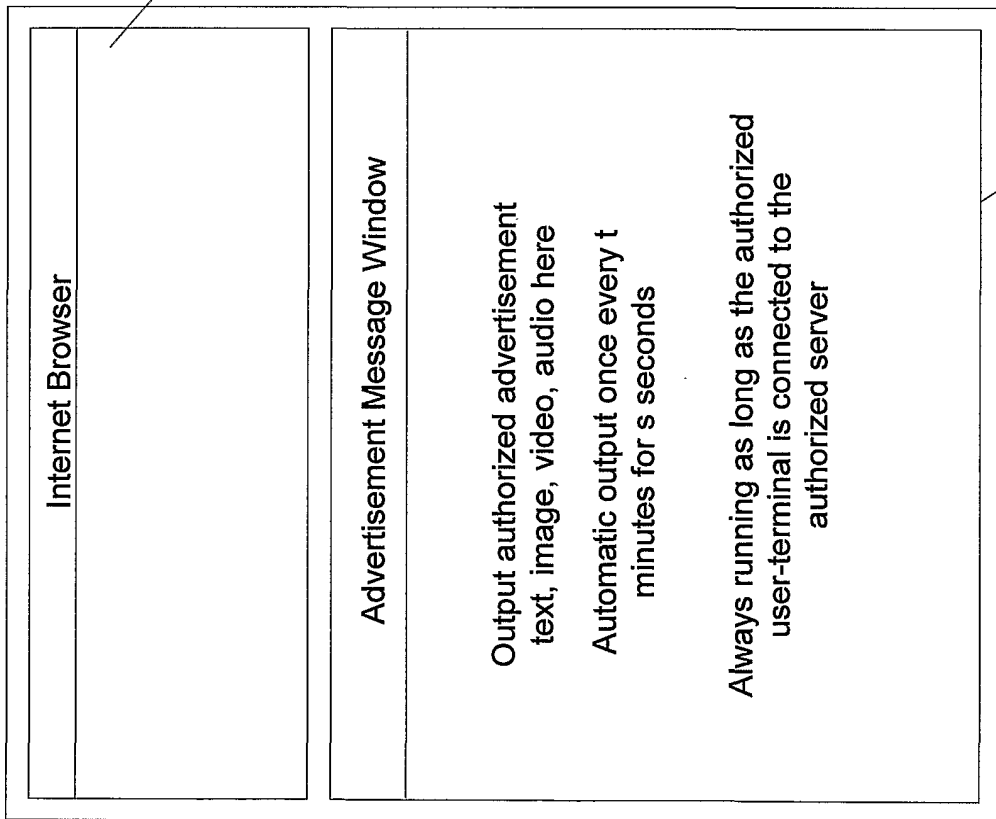 Internet Browser
Advertisement Message Window
Output authorized advertisement
text, image, video, audio here
Automatic output once every t
minutes for s seconds
Always running as long as the authorized
user-terminal is connected to the
authorized server